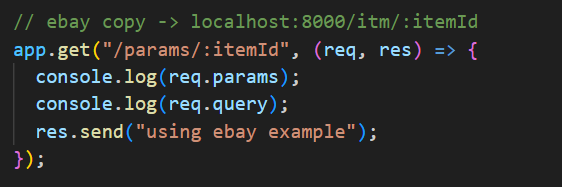 // ebay copy -> localhost:8000/itm/:itemId
app.get("/params/:itemId", (req, res) => {
  console.log(req.params);
  console.log(req.query);
  res.send("using ebay example");
});